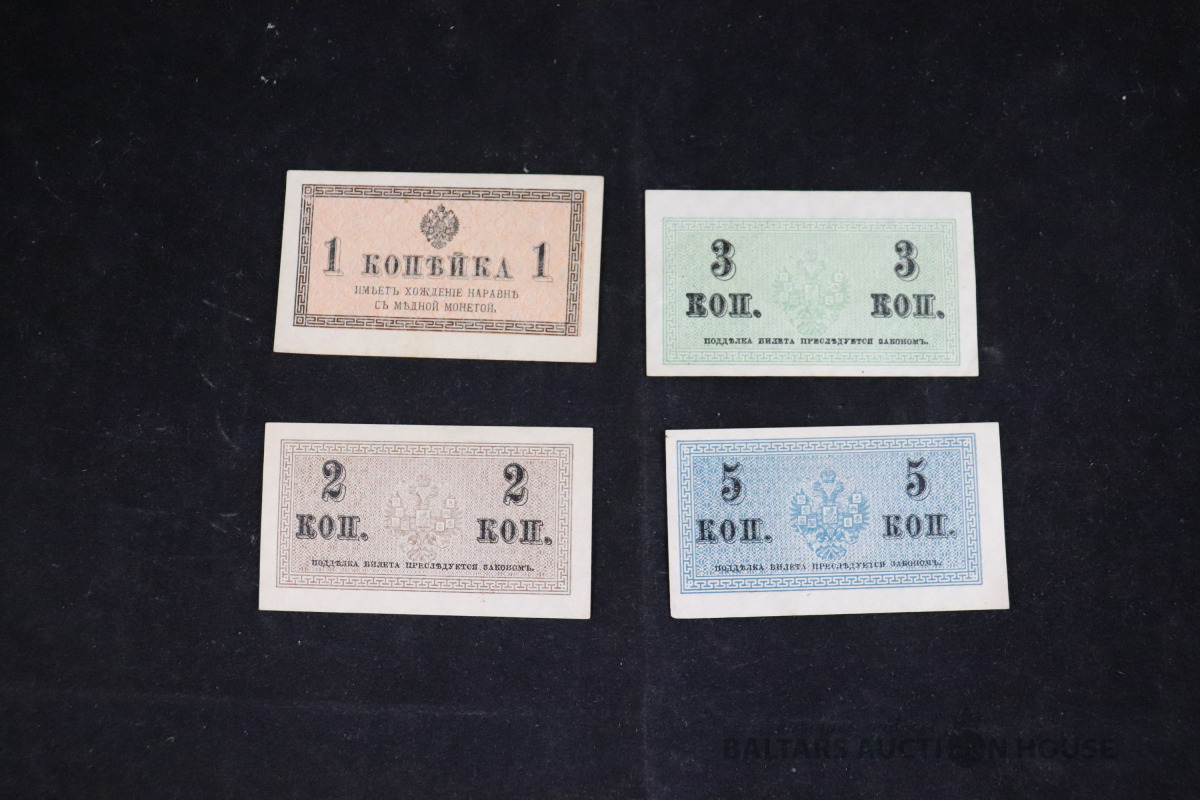 1 КОПѢЙКА 1
ИМѢЕТЪ ХОЖДЕНІЕ НАРАВНѢ
СЪ МѢДНОЙ МОНЕТОЙ.
3 3
КОП. КОП.
ПОДДѢЛКА БИЛЕТА ПРЕСЛѢДУЕТСЯ ЗАКОНОМЪ.
2 2
КОП. КОП.
ПОДДѢЛКА БИЛЕТА ПРЕСЛѢДУЕТСЯ ЗАКОНОМЪ.
5 5
КОП. КОП.
ПОДДѢЛКА БИЛЕТА ПРЕСЛѢДУЕТСЯ ЗАКОНОМЪ.
BALTARS AUCTION HOUSE